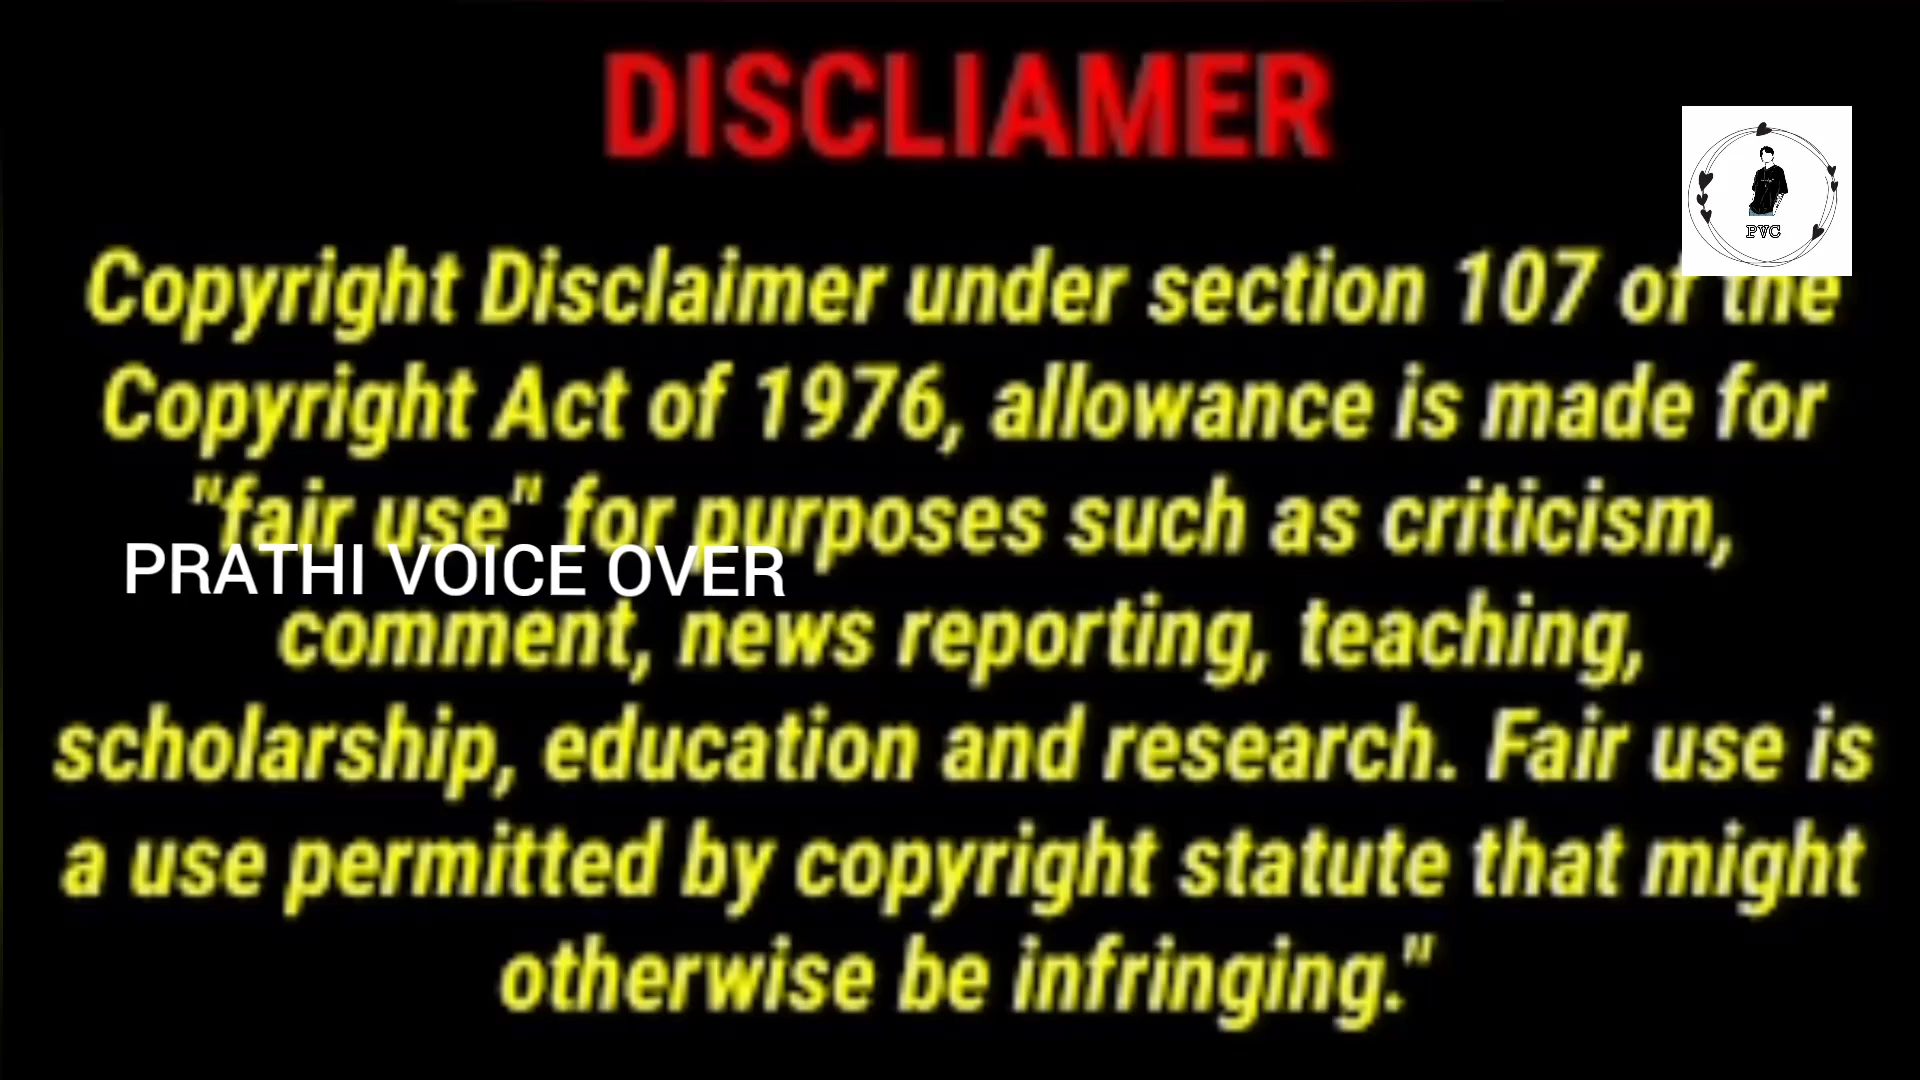 DISCLIAMER
PVC
Copyright Disclaimer under section 107 of the
Copyright Act of 1976, allowance is made for
"fair use" for purposes such as criticism,
PRATHI VOICE OVER
comment, news reporting, teaching,
scholarship, education and research. Fair use is
a use permitted by copyright statute that might
otherwise be infringing."